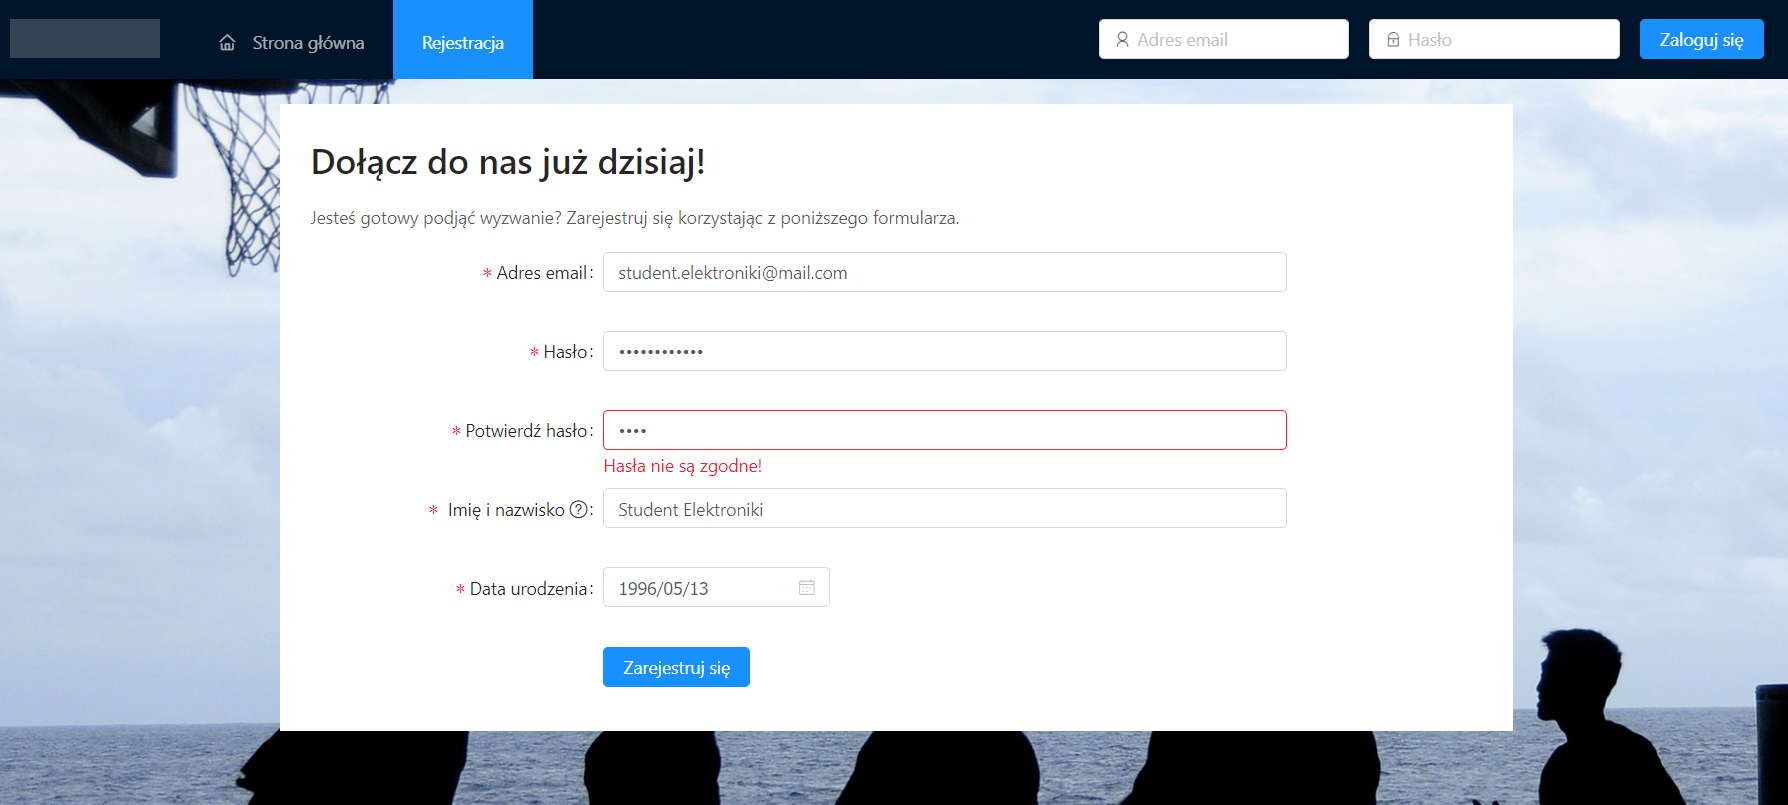 Strona główna
Rejestracja
Adres email
Hasło
Zaloguj się
Dołącz do nas już dzisiaj!
Jesteś gotowy podjąć wyzwanie? Zarejestruj się korzystając z poniższego formularza.
* Adres email: student.elektroniki@mail.com
* Hasło: ••••••••••••
* Potwierdź hasło: ••••
Hasła nie są zgodne!
* Imię i nazwisko ?: Student Elektroniki
* Data urodzenia: 1996/05/13
Zarejestruj się